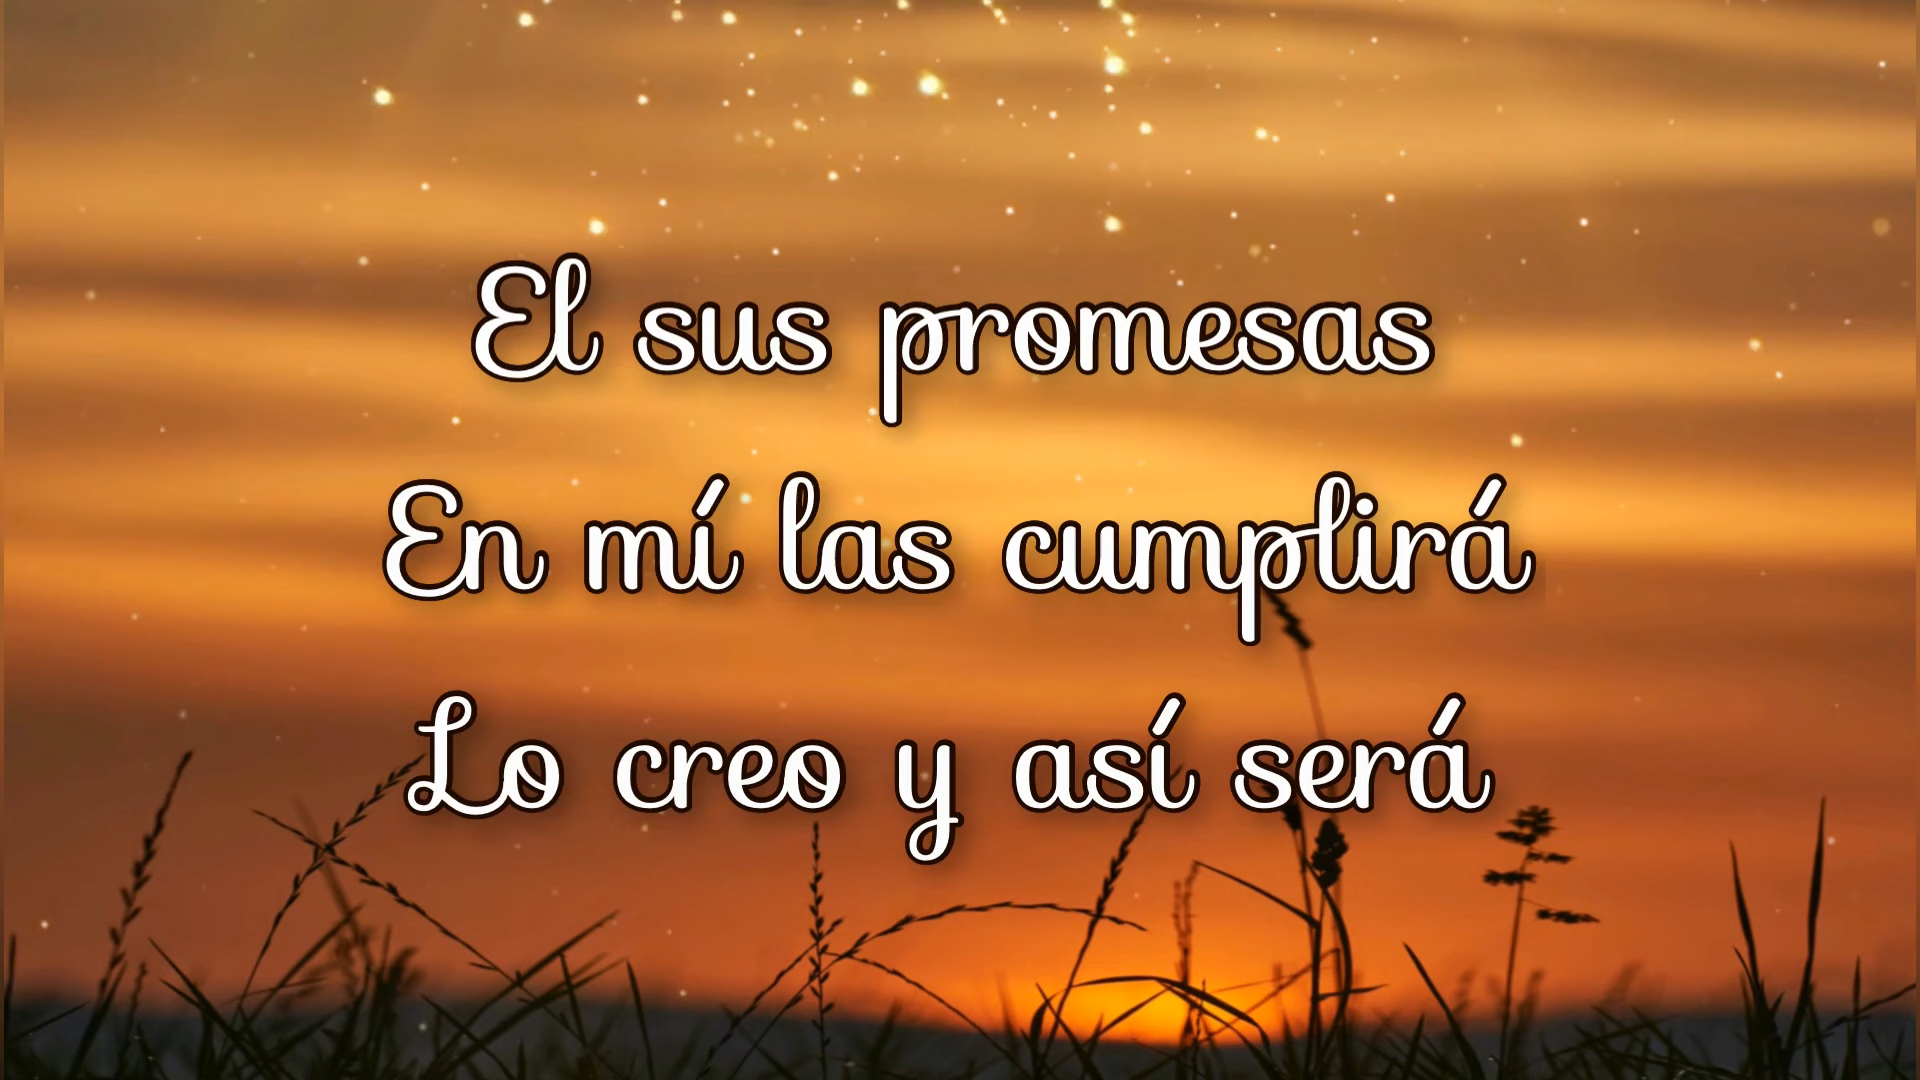 El sus promesas
En mí las cumplirá
Lo creo y así será